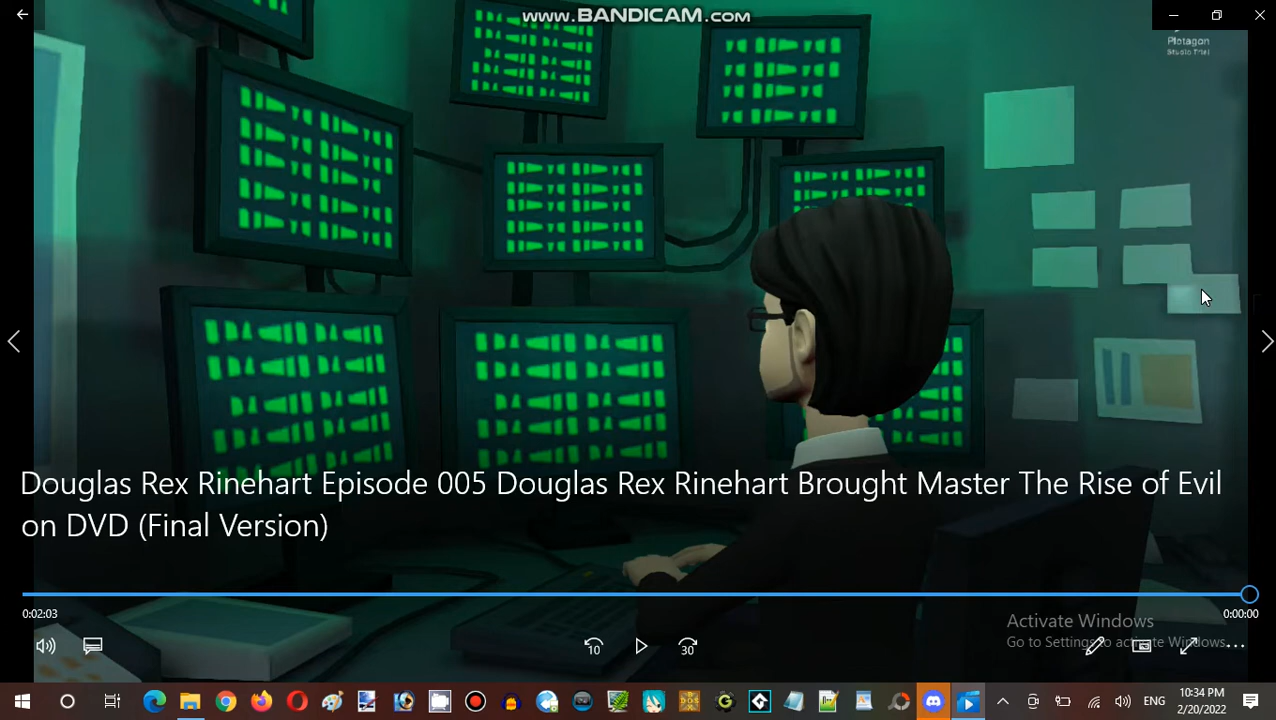 www.BANDICAM.com
Plotagon
Studio Trial
Douglas Rex Rinehart Episode 005 Douglas Rex Rinehart Brought Master The Rise of Evil
on DVD (Final Version)
0:02:03
0:00:00
Activate Windows
Go to Settings to activate Windows.
10
30
ENG
10:34 PM
2/20/2022